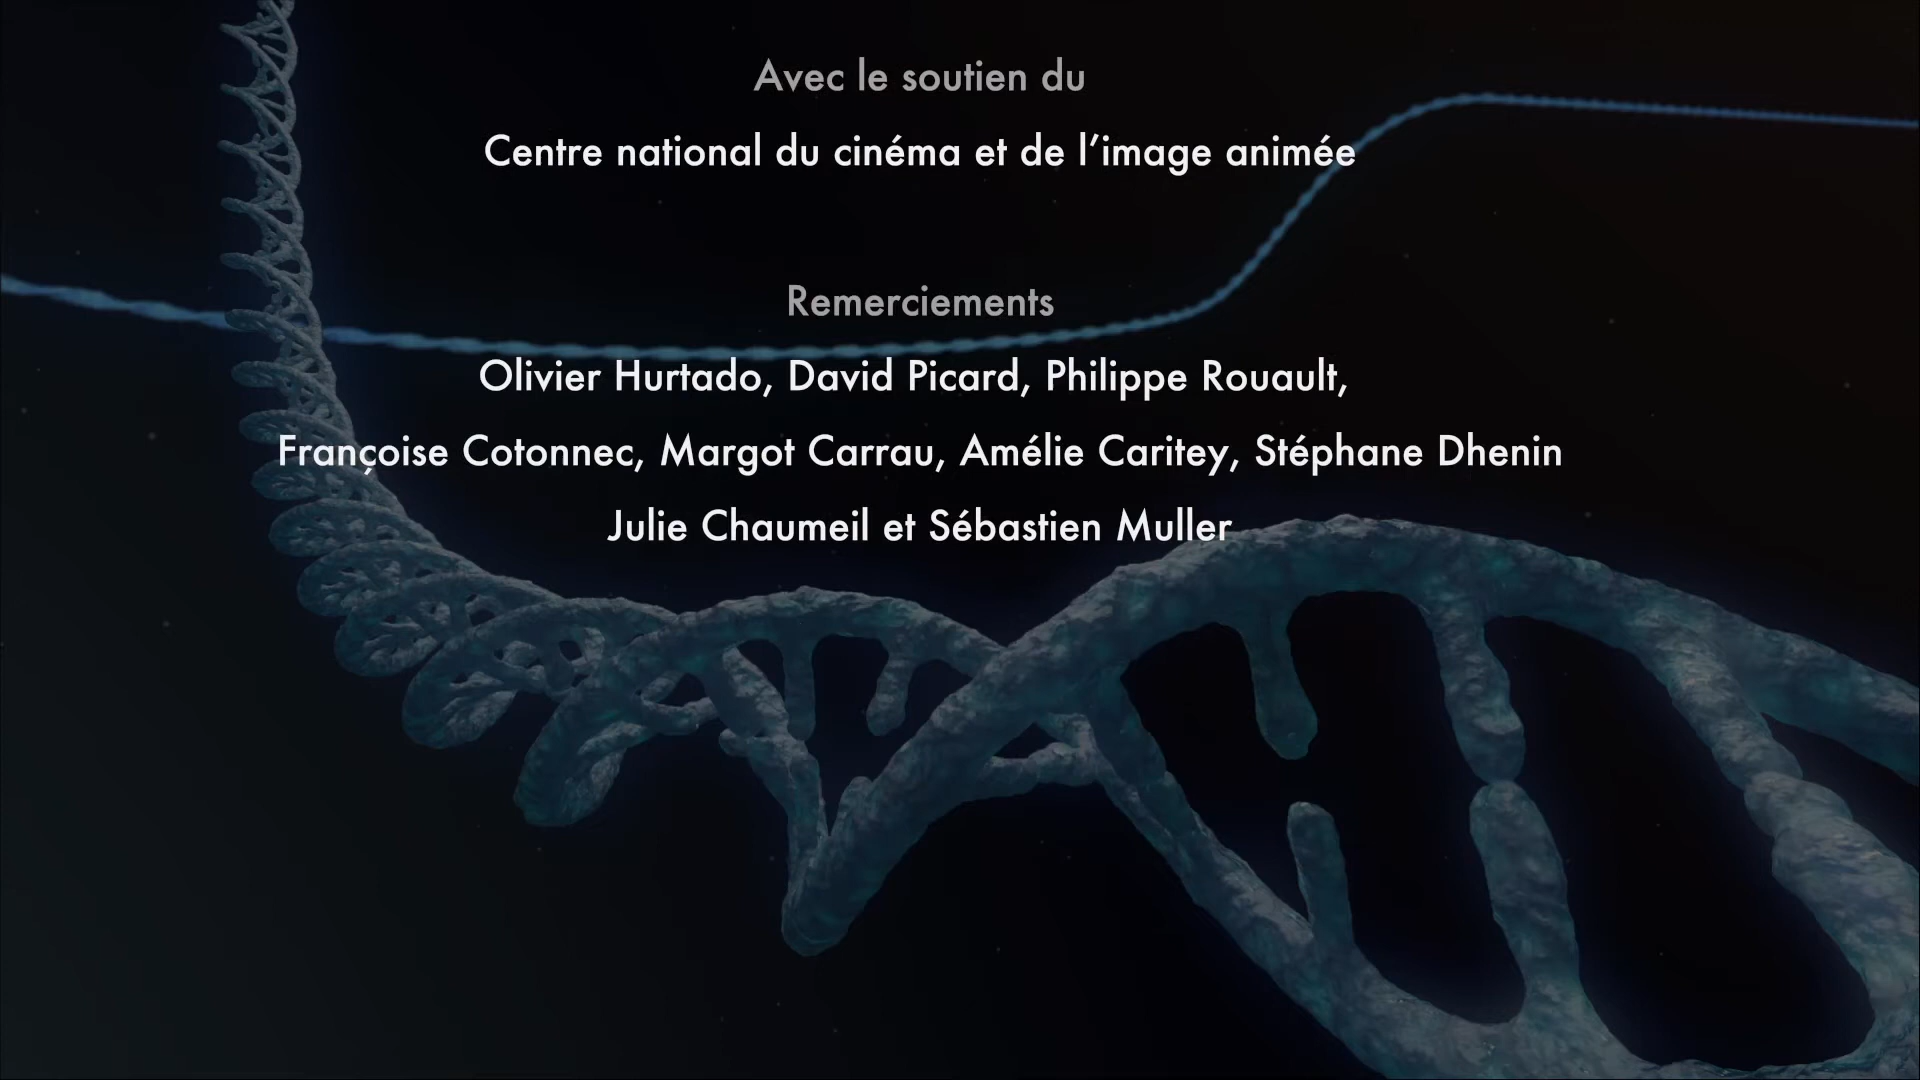 Avec le soutien du
Centre national du cinéma et de l’image animée
Remerciements
Olivier Hurtado, David Picard, Philippe Rouault,
Françoise Cotonnec, Margot Carrau, Amélie Caritey, Stéphane Dhenin
Julie Chaumeil et Sébastien Muller